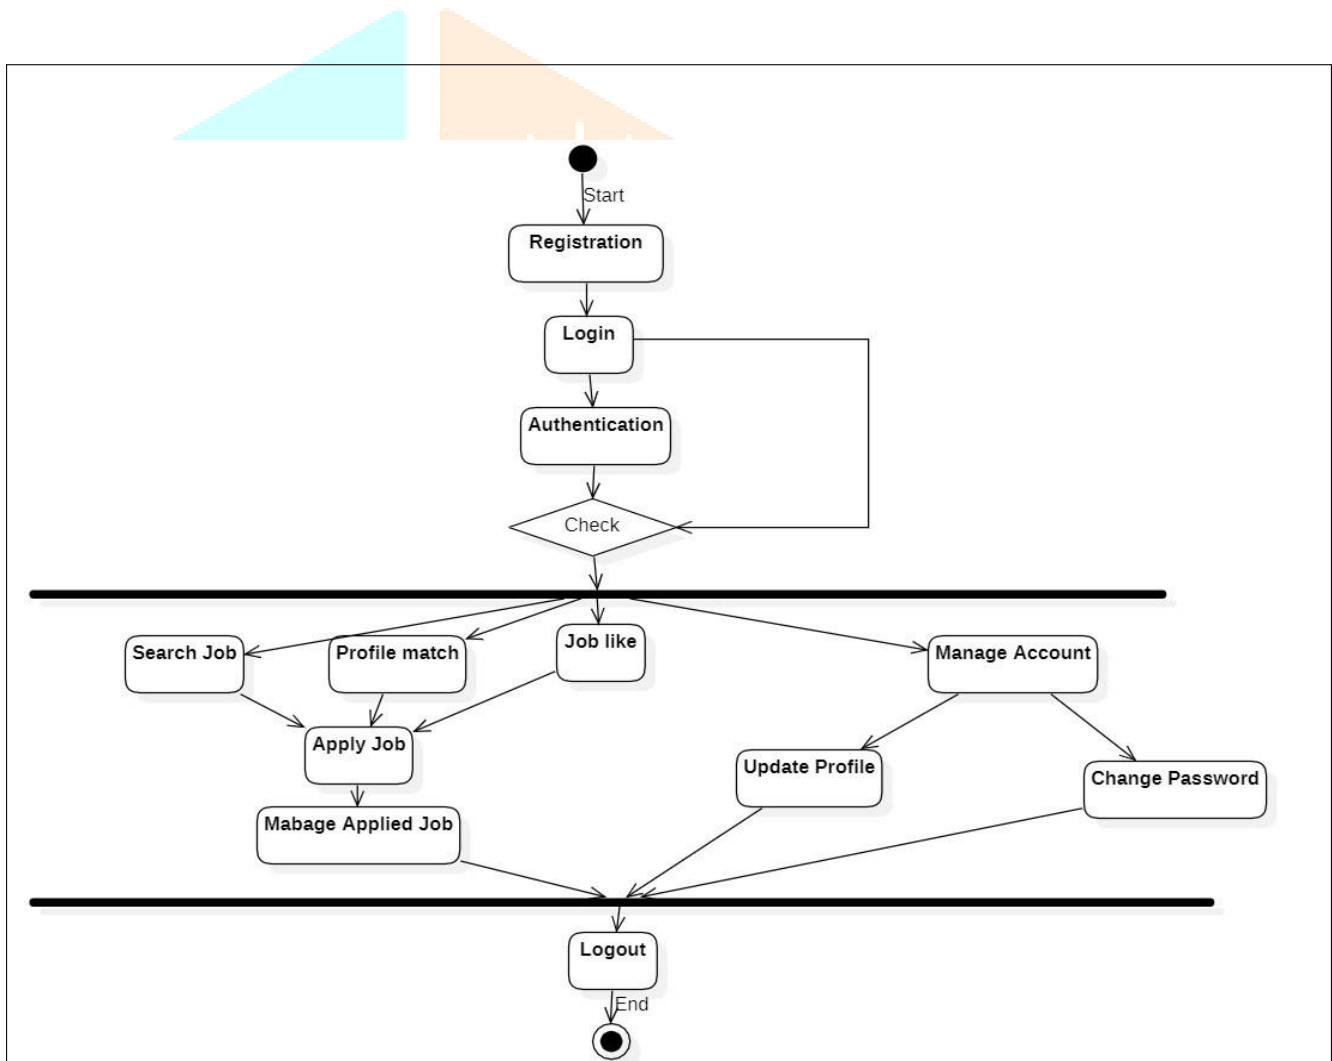 Start
Registration
Login
Authentication
Check
Search Job
Profile match
Job like
Manage Account
Apply Job
Update Profile
Change Password
Mabage Applied Job
Logout
End